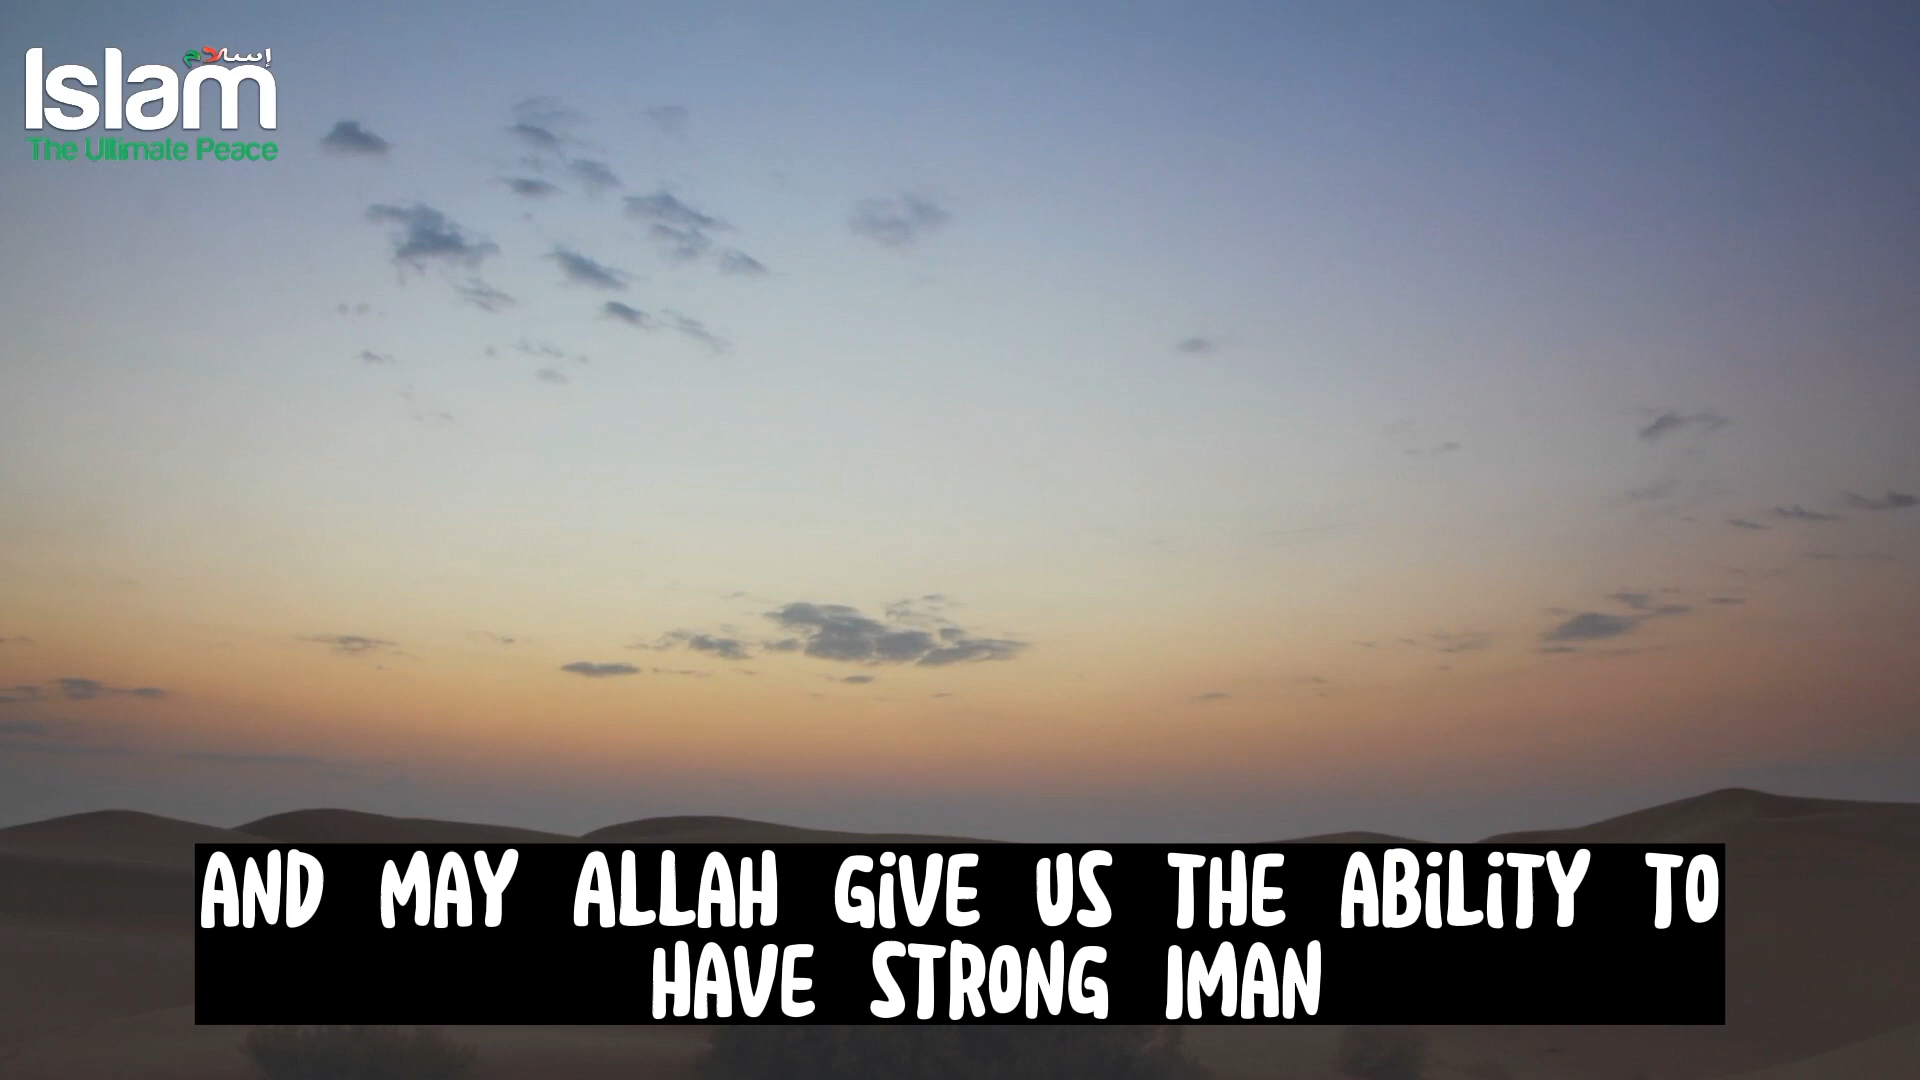 إسلام
Islam
The Ultimate Peace
AND MAY ALLAH GIVE US THE ABILITY TO
HAVE STRONG IMAN